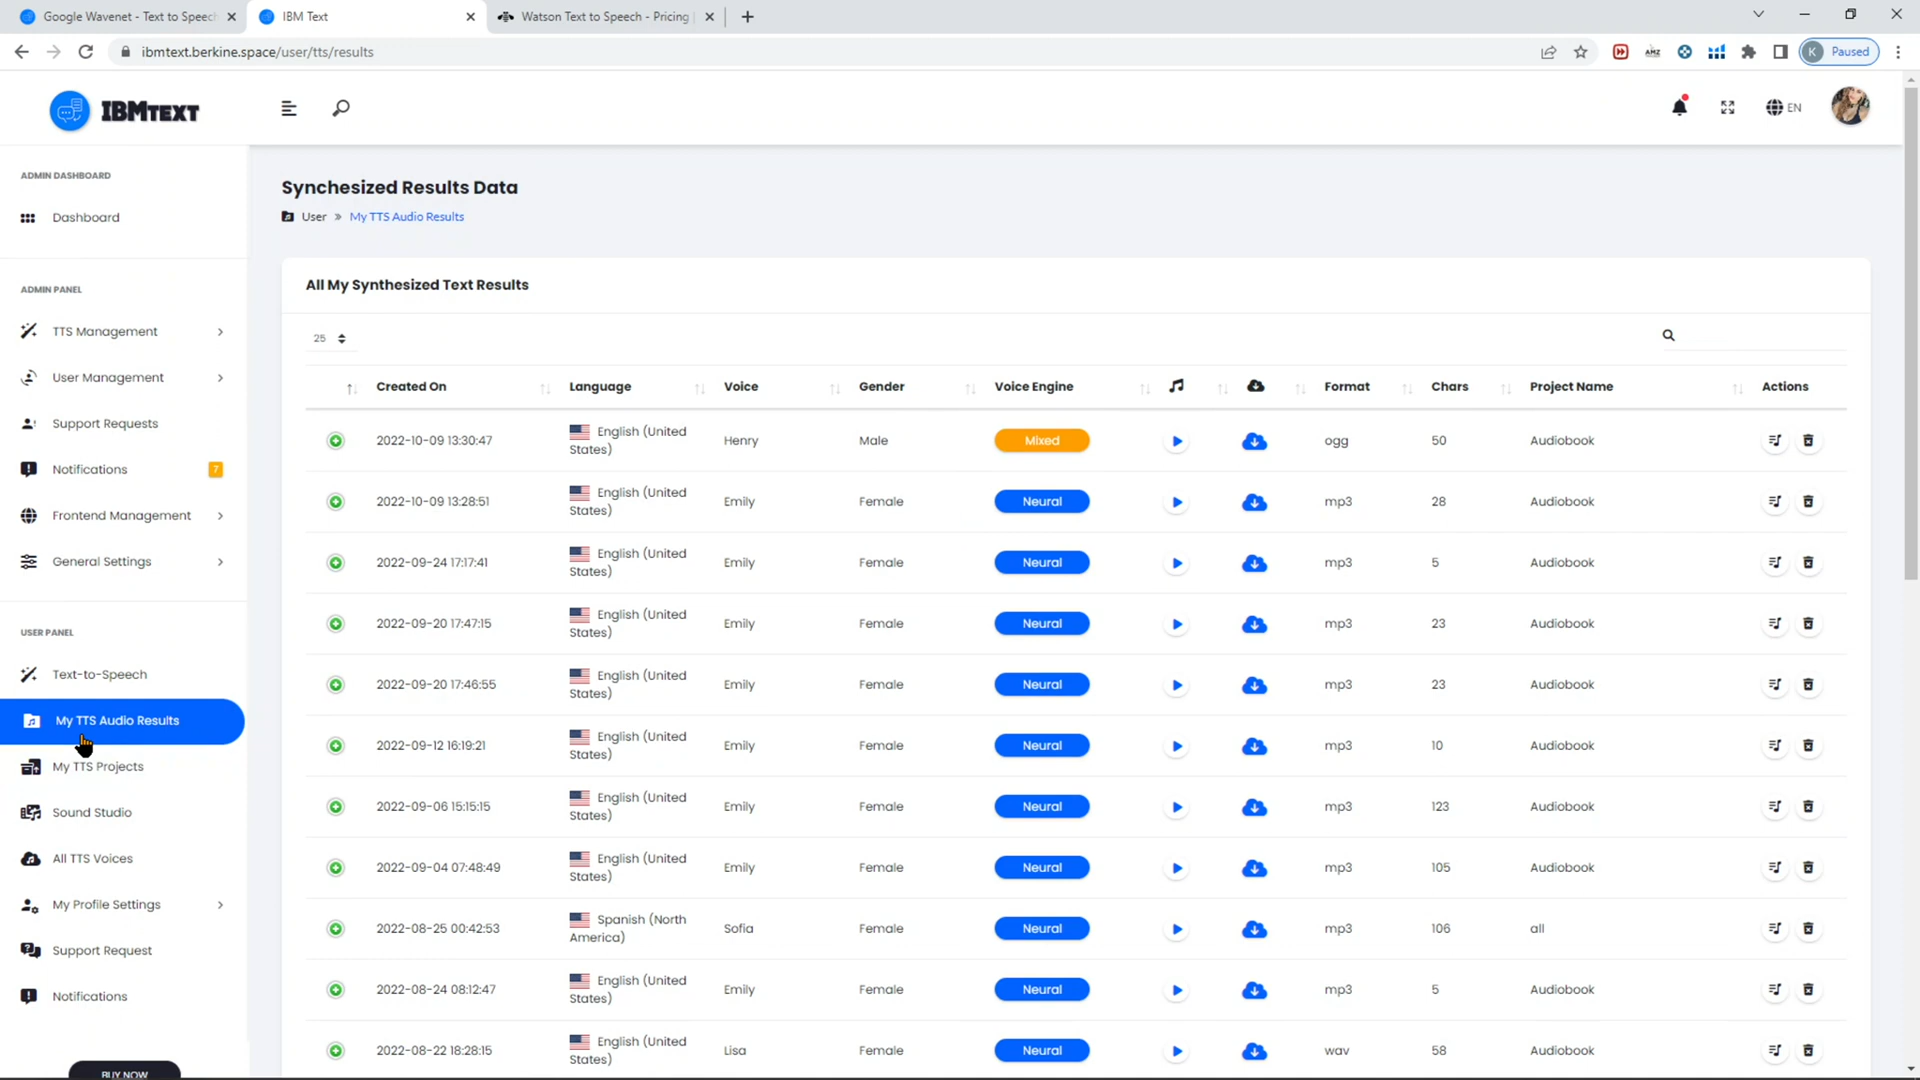 Google Wavenet - Text to Speech
IBM Text
Watson Text to Speech - Pricing
ibmtext.berkine.space/user/tts/results
AMZ
K Paused
IBMTEXT
EN
ADMIN DASHBOARD
Dashboard
ADMIN PANEL
TTS Management
User Management
Support Requests
Notifications 7
Frontend Management
General Settings
USER PANEL
Text-to-Speech
My TTS Audio Results
My TTS Projects
Sound Studio
All TTS Voices
My Profile Settings
Support Request
Notifications
BUY NOW
Synchesized Results Data
User » My TTS Audio Results
All My Synthesized Text Results
25
Created On Language Voice Gender Voice Engine Format Chars Project Name Actions
2022-10-09 13:30:47 English (United States) Henry Male Mixed ogg 50 Audiobook
2022-10-09 13:28:51 English (United States) Emily Female Neural mp3 28 Audiobook
2022-09-24 17:17:41 English (United States) Emily Female Neural mp3 5 Audiobook
2022-09-20 17:47:15 English (United States) Emily Female Neural mp3 23 Audiobook
2022-09-20 17:46:55 English (United States) Emily Female Neural mp3 23 Audiobook
2022-09-12 16:19:21 English (United States) Emily Female Neural mp3 10 Audiobook
2022-09-06 15:15:15 English (United States) Emily Female Neural mp3 123 Audiobook
2022-09-04 07:48:49 English (United States) Emily Female Neural mp3 105 Audiobook
2022-08-25 00:42:53 Spanish (North America) Sofia Female Neural mp3 106 all
2022-08-24 08:12:47 English (United States) Emily Female Neural mp3 5 Audiobook
2022-08-22 18:28:15 English (United States) Lisa Female Neural wav 58 Audiobook